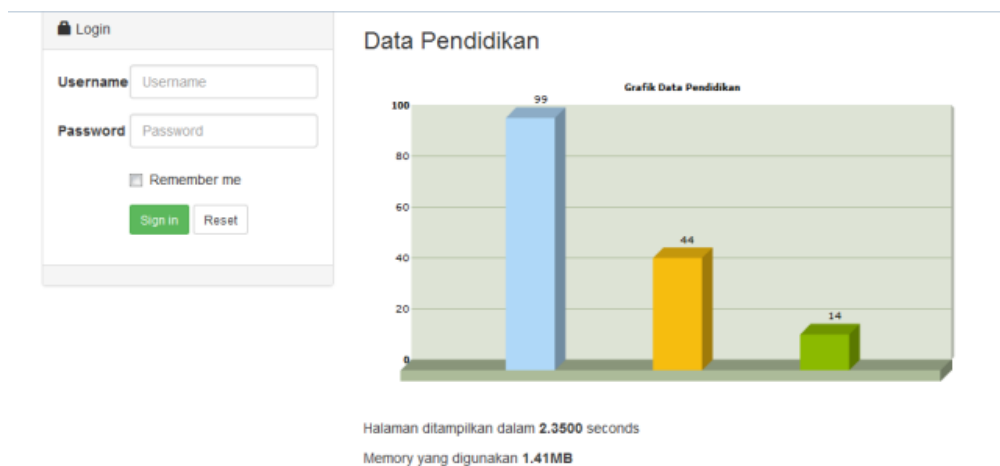 Login
Username Username
Password Password
Remember me
Sign in Reset
Data Pendidikan
Grafik Data Pendidikan
100
80
60
40
20
0
99
44
14
Halaman ditampilkan dalam 2.3500 seconds
Memory yang digunakan 1.41MB